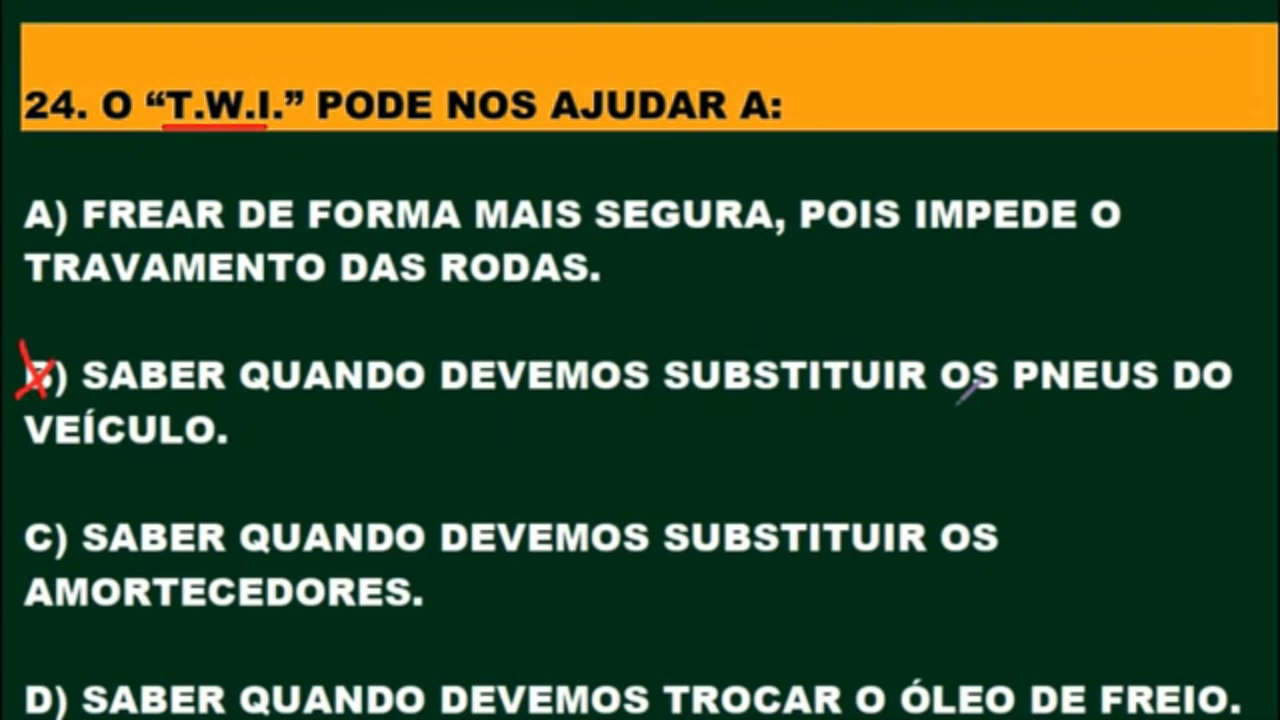 24. O “T.W.I.” PODE NOS AJUDAR A:
A) FREAR DE FORMA MAIS SEGURA, POIS IMPEDE O
TRAVAMENTO DAS RODAS.
B) SABER QUANDO DEVEMOS SUBSTITUIR OS PNEUS DO
VEÍCULO.
C) SABER QUANDO DEVEMOS SUBSTITUIR OS
AMORTECEDORES.
D) SABER QUANDO DEVEMOS TROCAR O ÓLEO DE FREIO.